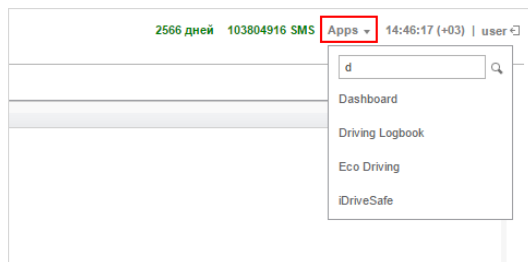 2566 дней 103804916 SMS Apps 14:46:17 (+03) | user
d
Dashboard
Driving Logbook
Eco Driving
iDriveSafe